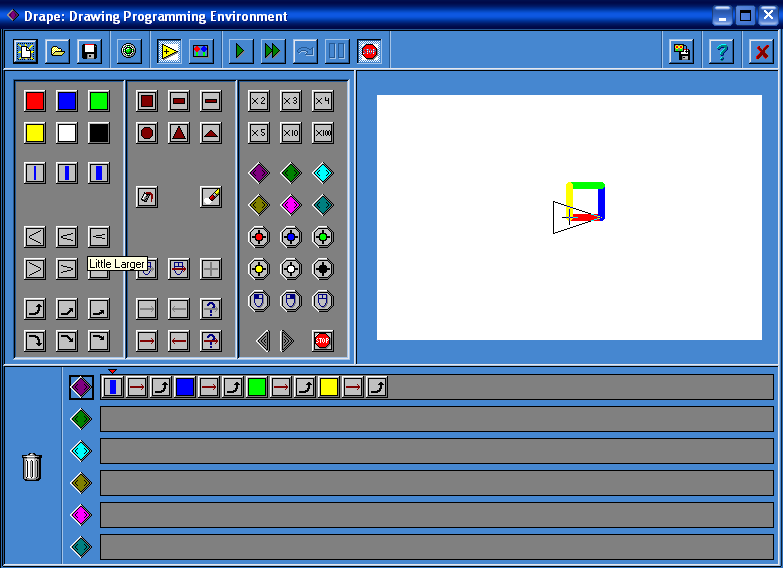 Drape: Drawing Programming Environment
×2 ×3 ×4
×5 ×10 ×100
Little Larger
STOP